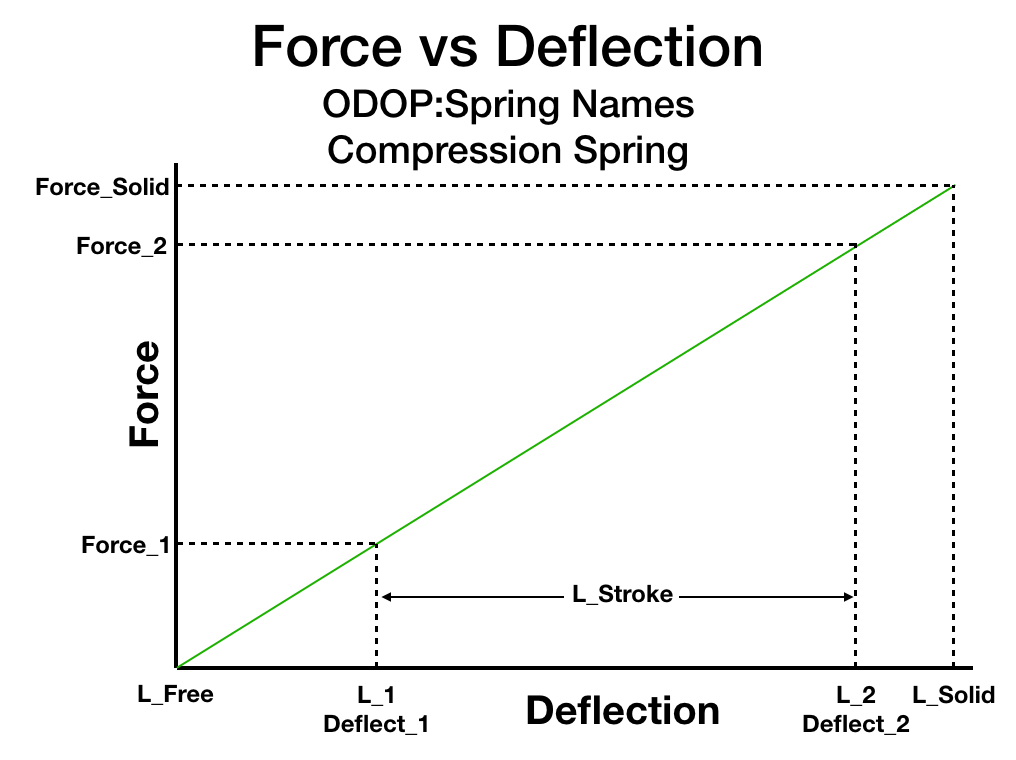 Force vs Deflection
ODOP:Spring Names
Compression Spring
Force_Solid
Force_2
Force
Force_1
L_Stroke
L_Free
L_1
Deflect_1
Deflection
L_2
Deflect_2
L_Solid